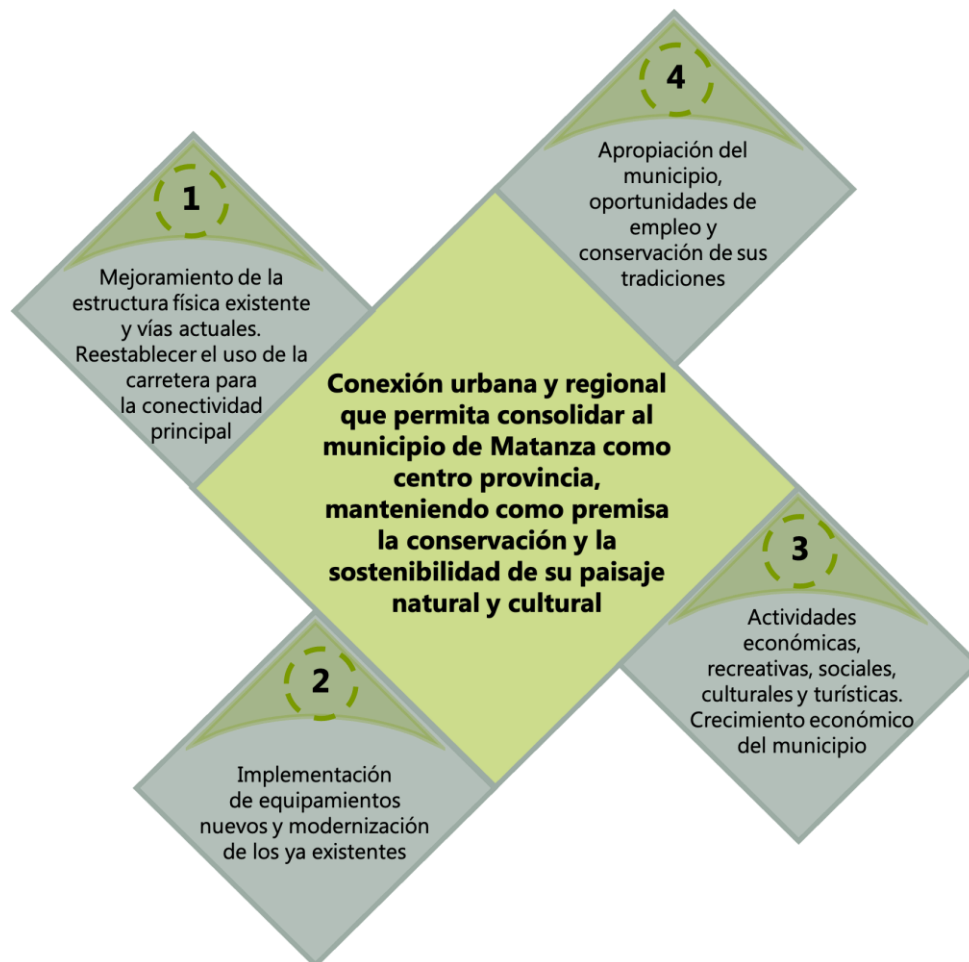 1
Mejoramiento de la
estructura física existente
y vías actuales.
Reestablecer el uso de la
carretera para
la conectividad
principal
4
Apropiación del
municipio,
oportunidades de
empleo y
conservación de sus
tradiciones
Conexión urbana y regional
que permita consolidar al
municipio de Matanza como
centro provincia,
manteniendo como premisa
la conservación y la
sostenibilidad de su paisaje
natural y cultural
2
Implementación
de equipamientos
nuevos y modernización
de los ya existentes
3
Actividades
económicas,
recreativas, sociales,
culturales y turísticas.
Crecimiento económico
del municipio